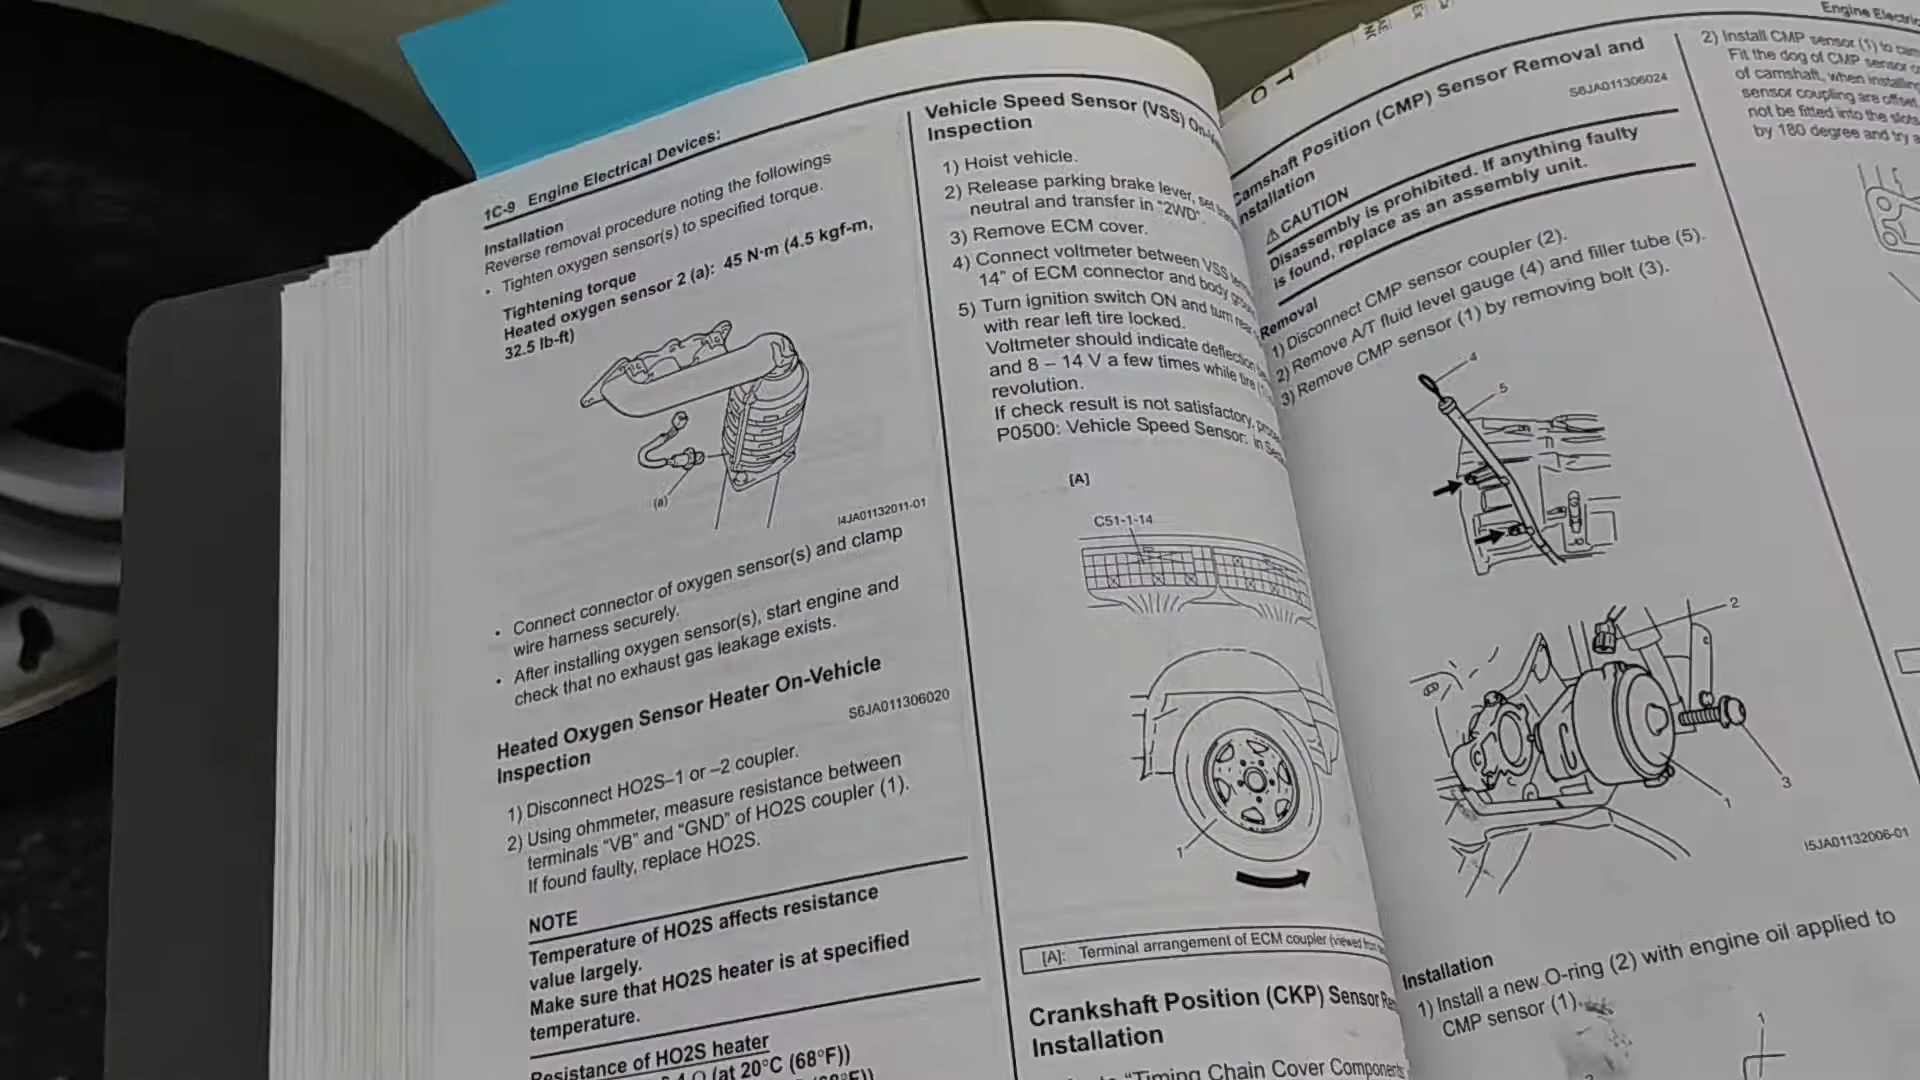 1C-9 Engine Electrical Devices:
Installation
Reverse removal procedure noting the followings
• Tighten oxygen sensor(s) to specified torque.
Tightening torque
Heated oxygen sensor 2 (a): 45 N·m (4.5 kgf-m,
32.5 lb-ft)
(a)
I4JA01132011-01
• Connect connector of oxygen sensor(s) and clamp
wire harness securely.
• After installing oxygen sensor(s), start engine and
check that no exhaust gas leakage exists.
Heated Oxygen Sensor Heater On-Vehicle
Inspection
S6JA011306020
1) Disconnect HO2S–1 or –2 coupler.
2) Using ohmmeter, measure resistance between
terminals “VB” and “GND” of HO2S coupler (1).
If found faulty, replace HO2S.
NOTE
Temperature of HO2S affects resistance
value largely.
Make sure that HO2S heater is at specified
temperature.
Resistance of HO2S heater
(at 20°C (68°F))
Vehicle Speed Sensor (VSS)
Inspection
1) Hoist vehicle.
2) Release parking brake lever, set
neutral and transfer in “2WD”
3) Remove ECM cover.
4) Connect voltmeter between VSS
14” of ECM connector and body
5) Turn ignition switch ON and turn
with rear left tire locked.
Voltmeter should indicate deflection
and 8 – 14 V a few times while tire
revolution.
If check result is not satisfactory,
P0500: Vehicle Speed Sensor: in
[A]
C51-1-14
1
[A]: Terminal arrangement of ECM coupler (viewed from
Crankshaft Position (CKP) Sensor
Installation
“Timing Chain Cover Components
Engine
Camshaft Position (CMP) Sensor Removal and
Installation
S6JA011306024
⚠ CAUTION
Disassembly is prohibited. If anything faulty
is found, replace as an assembly unit.
Removal
1) Disconnect CMP sensor coupler (2).
2) Remove A/T fluid level gauge (4) and filler tube (5).
3) Remove CMP sensor (1) by removing bolt (3).
4
5
2
3
1
I5JA01132006-01
Installation
1) Install a new O-ring (2) with engine oil applied to
CMP sensor (1).
1
2) Install CMP sensor (1) to
Fit the dog of CMP sensor
of camshaft, when installing
sensor coupling are offset
not be fitted into the slots
by 180 degree and try